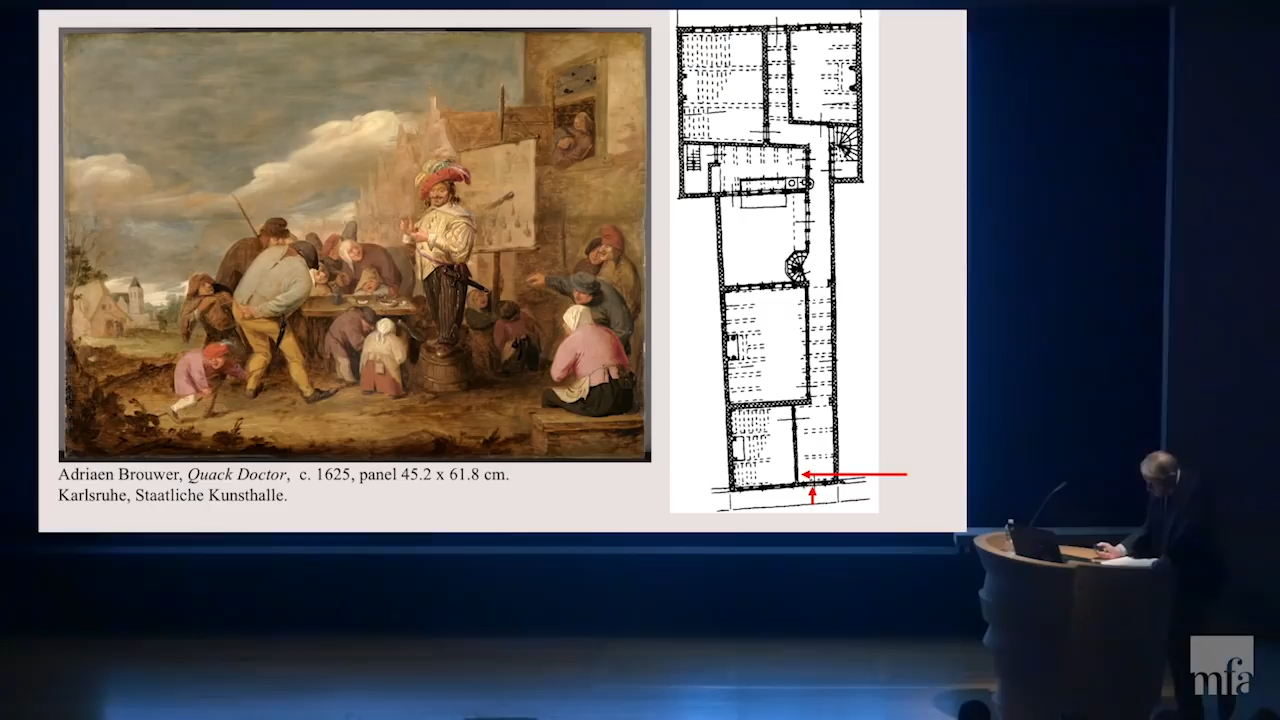 Adriaen Brouwer, Quack Doctor, c. 1625, panel 45.2 x 61.8 cm.
Karlsruhe, Staatliche Kunsthalle.
mfa